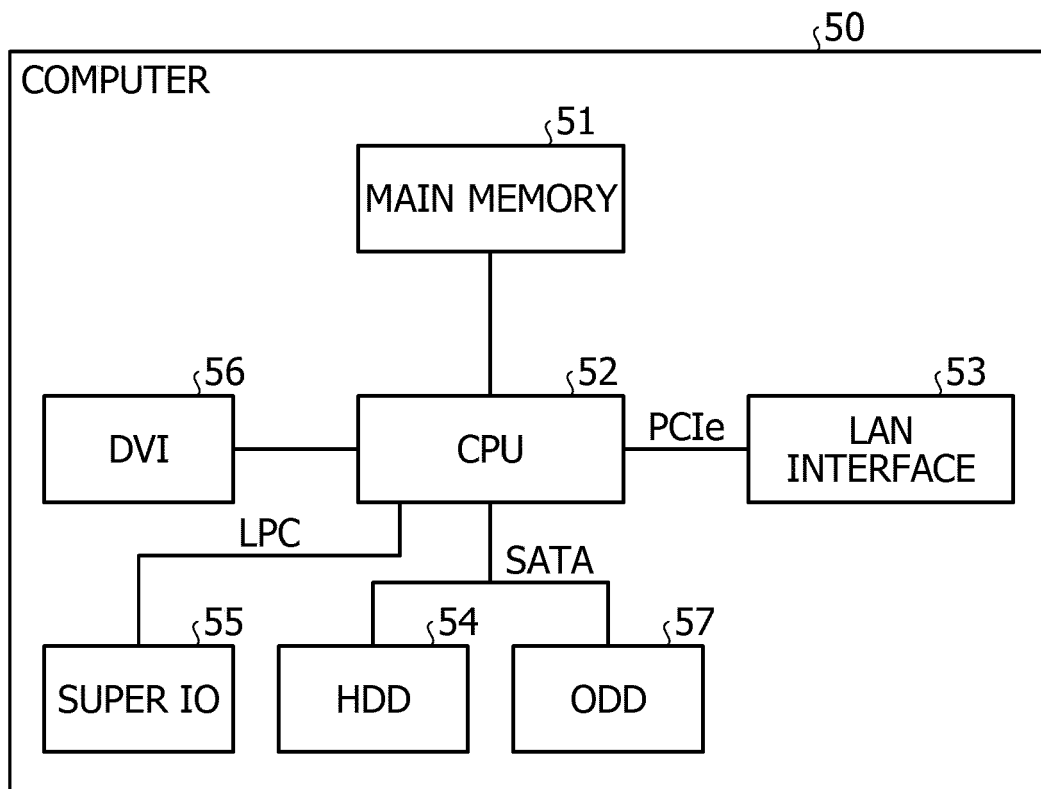 50
COMPUTER
51
MAIN MEMORY
56
52
53
DVI
CPU
PCIe
LAN
INTERFACE
LPC
SATA
55
54
57
SUPER IO
HDD
ODD